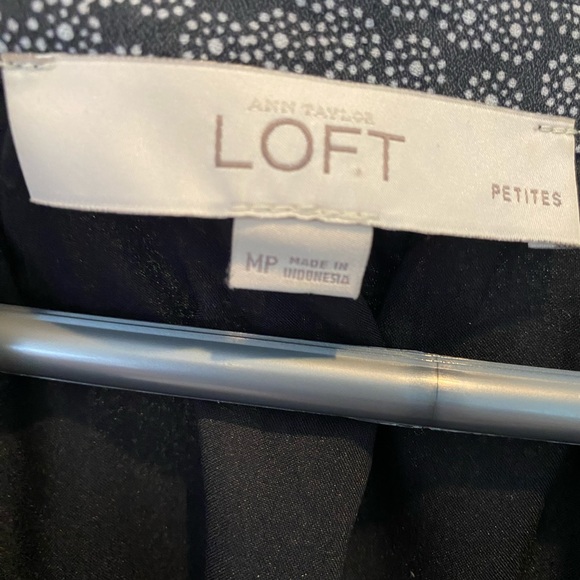 ANN TAYLOR
LOFT
PETITES
MP MADE IN
INDONESIA